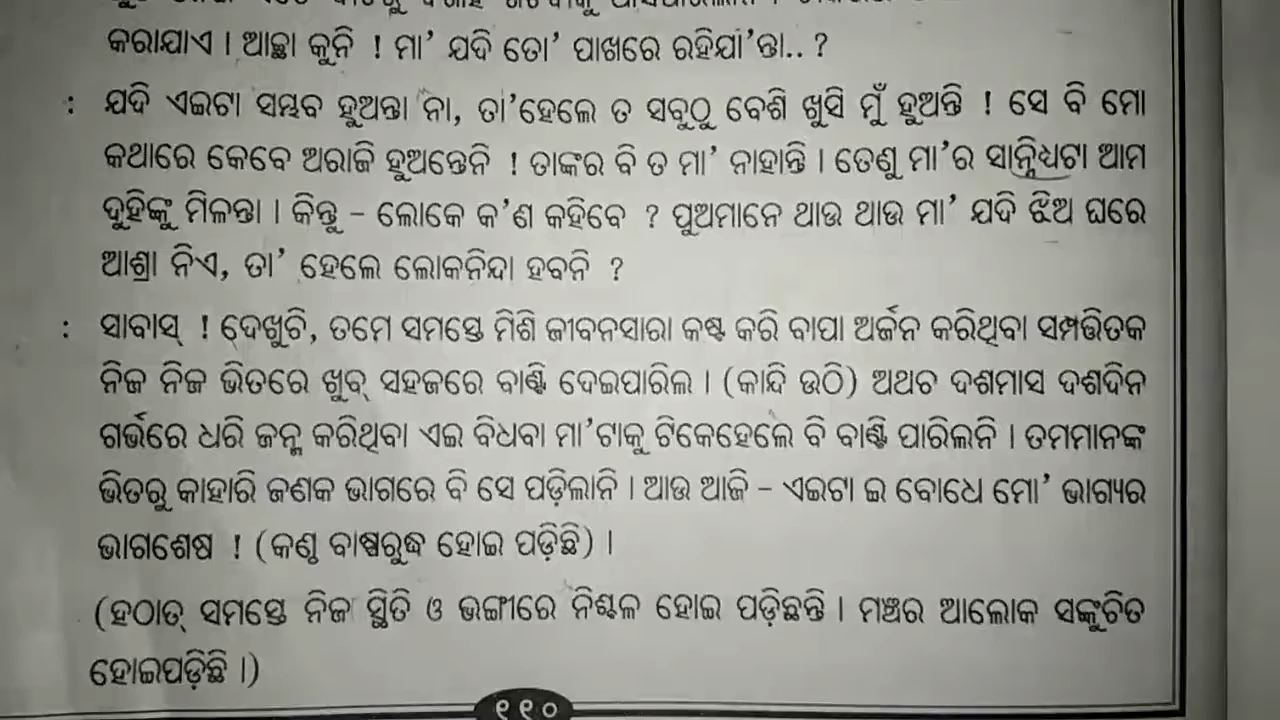 କରାଯାଏ । ଆଚ୍ଛା କୁନି ! ମା’ ଯଦି ତୋ’ ପାଖରେ ରହିଯା’ନ୍ତା.. ?
: ଯଦି ଏଇଟା ସମ୍ଭବ ହୁଅନ୍ତା ନା, ତା’ହେଲେ ତ ସବୁଠୁ ବେଶି ଖୁସି ମୁଁ ହୁଅନ୍ତି ! ସେ ବି ମୋ
କଥାରେ କେବେ ଅରାଜି ହୁଅନ୍ତେନି ! ତାଙ୍କର ବି ତ ମା’ ନାହାନ୍ତି । ତେଣୁ ମା’ର ସାନ୍ନିଧ୍ୟଟା ଆମ
ଦୁହିଙ୍କୁ ମିଳନ୍ତା । କିନ୍ତୁ – ଲୋକେ କ’ଣ କହିବେ ? ପୁଅମାନେ ଥାଉ ଥାଉ ମା’ ଯଦି ଝିଅ ଘରେ
ଆଶ୍ରା ନିଏ, ତା’ ହେଲେ ଲୋକନିନ୍ଦା ହବନି ?
: ସାବାସ୍ ! ଦେଖୁଚି, ତମେ ସମସ୍ତେ ମିଶି ଜୀବନସାରା କଷ୍ଟ କରି ବାପା ଅର୍ଜନ କରିଥିବା ସମ୍ପତ୍ତିତକ
ନିଜ ନିଜ ଭିତରେ ଖୁବ୍ ସହଜରେ ବାଣ୍ଟି ଦେଇପାରିଲ । (କାନ୍ଦି ଉଠି) ଅଥଚ ଦଶମାସ ଦଶଦିନ
ଗର୍ଭରେ ଧରି ଜନ୍ମ କରିଥିବା ଏଇ ବିଧବା ମା’ଟାକୁ ଟିକେହେଲେ ବି ବାଣ୍ଟି ପାରିଲନି । ତମମାନଙ୍କ
ଭିତରୁ କାହାରି ଜଣକ ଭାଗରେ ବି ସେ ପଡ଼ିଲାନି । ଆଉ ଆଜି – ଏଇଟା ଇ ବୋଧେ ମୋ’ ଭାଗ୍ୟର
ଭାଗଶେଷ ! (କଣ୍ଠ ବାଷ୍ପରୁଦ୍ଧ ହୋଇ ପଡ଼ିଛି) ।
(ହଠାତ୍ ସମସ୍ତେ ନିଜ ସ୍ଥିତି ଓ ଭଙ୍ଗୀରେ ନିଶ୍ଚଳ ହୋଇ ପଡ଼ିଛନ୍ତି । ମଞ୍ଚର ଆଲୋକ ସଙ୍କୁଚିତ
ହୋଇପଡ଼ିଛି ।)
୧୧୦